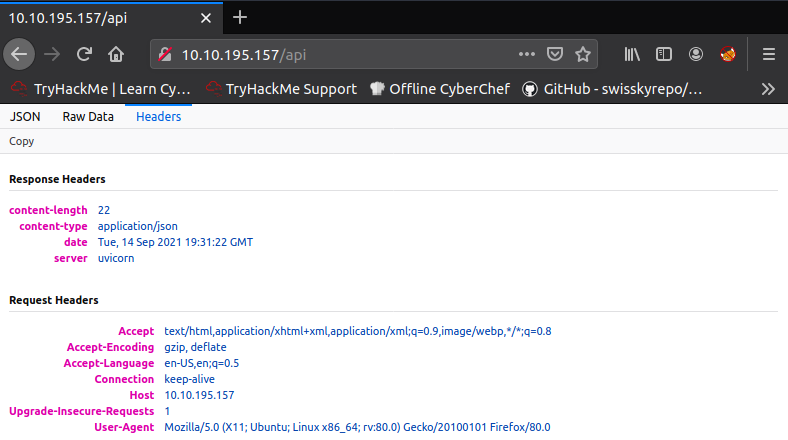 10.10.195.157/api
10.10.195.157/api
TryHackMe | Learn Cy… TryHackMe Support Offline CyberChef GitHub - swisskyrepo/…
JSON Raw Data Headers
Copy
Response Headers
content-length 22
content-type application/json
date Tue, 14 Sep 2021 19:31:22 GMT
server uvicorn
Request Headers
Accept text/html,application/xhtml+xml,application/xml;q=0.9,image/webp,*/*;q=0.8
Accept-Encoding gzip, deflate
Accept-Language en-US,en;q=0.5
Connection keep-alive
Host 10.10.195.157
Upgrade-Insecure-Requests 1
User-Agent Mozilla/5.0 (X11; Ubuntu; Linux x86_64; rv:80.0) Gecko/20100101 Firefox/80.0